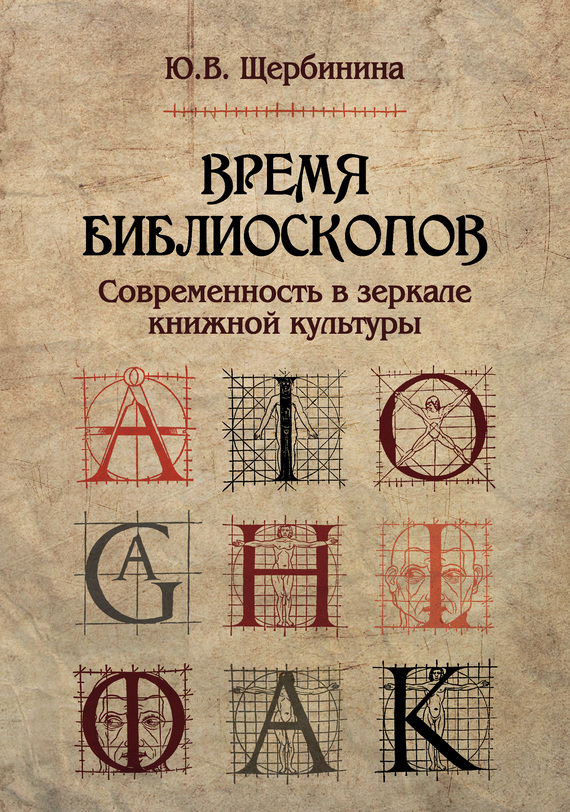 Ю.В. Щербинина
ВРЕМЯ
БИБЛИОСКОПОВ
Современность в зеркале
книжной культуры
А I О
G А H I
Ф А К